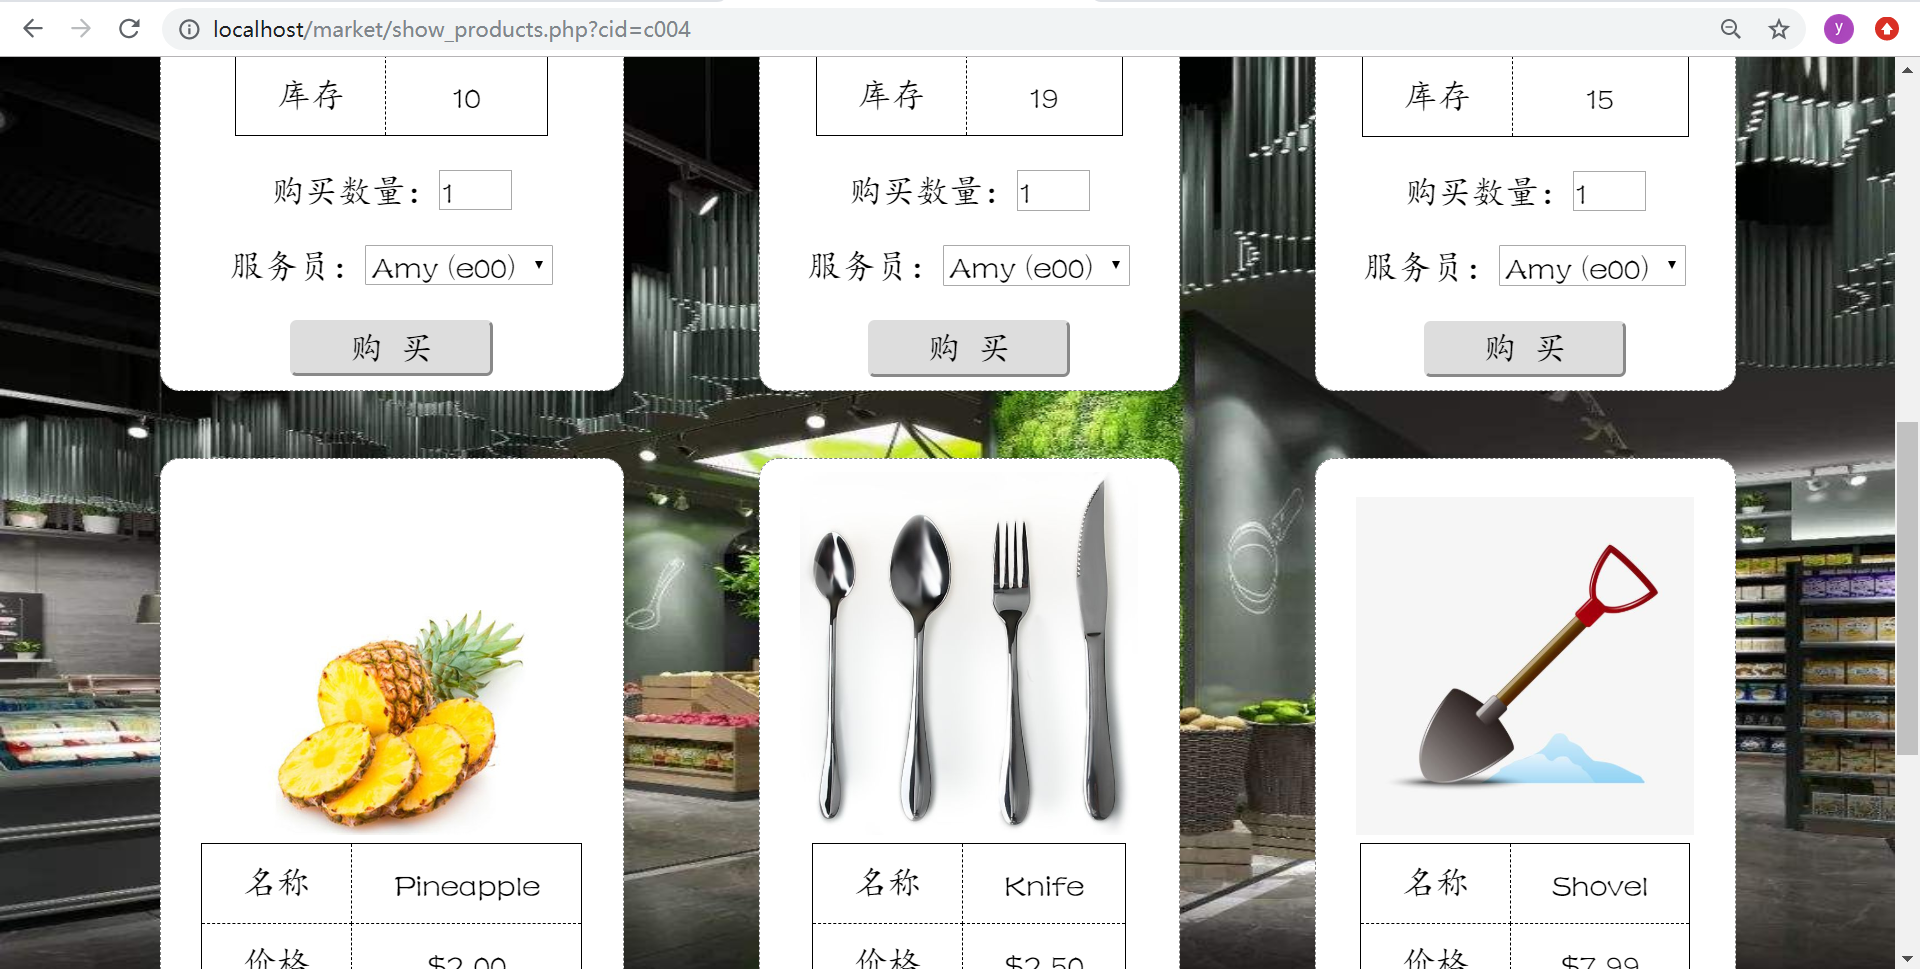 localhost/market/show_products.php?cid=c004
y
库存 10
购买数量： 1
服务员： Amy (e00)
购 买
库存 19
购买数量： 1
服务员： Amy (e00)
购 买
库存 15
购买数量： 1
服务员： Amy (e00)
购 买
名称 Pineapple
价格 $2.00
名称 Knife
价格 $2.50
名称 Shovel
价格 $7.99